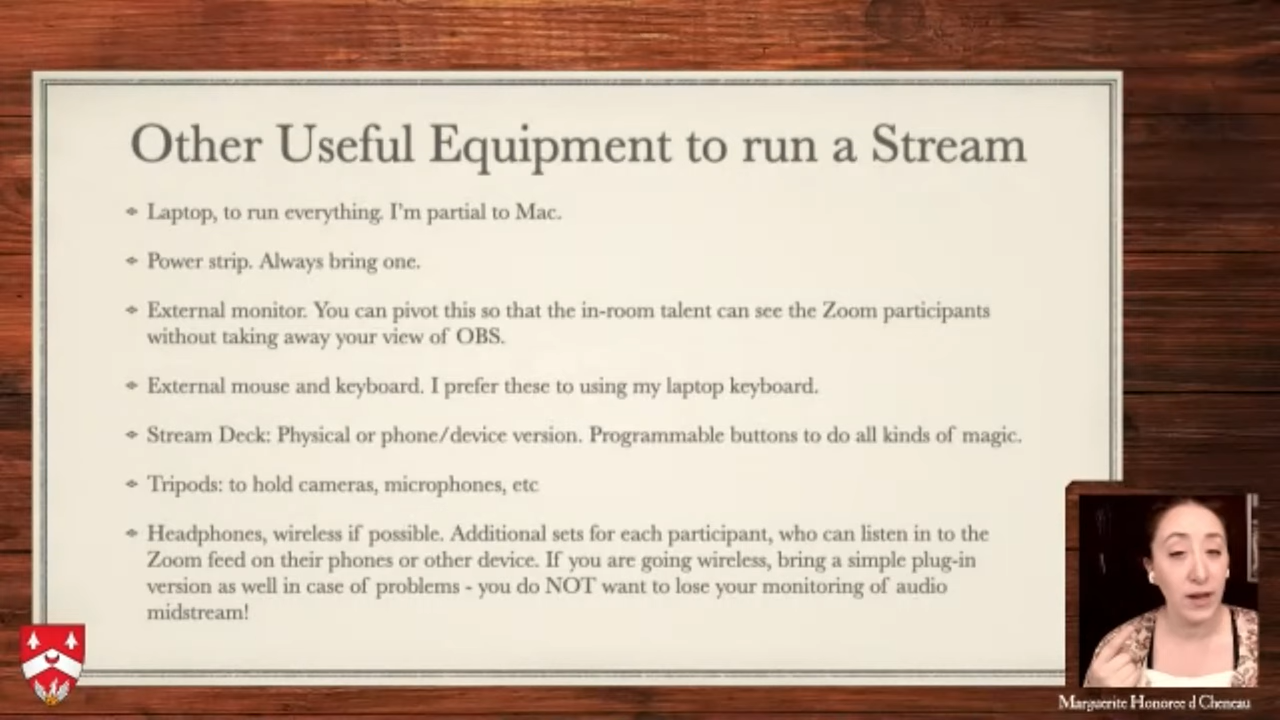 Other Useful Equipment to run a Stream
Laptop, to run everything. I'm partial to Mac.
Power strip. Always bring one.
External monitor. You can pivot this so that the in-room talent can see the Zoom participants
without taking away your view of OBS.
External mouse and keyboard. I prefer these to using my laptop keyboard.
Stream Deck: Physical or phone/device version. Programmable buttons to do all kinds of magic.
Tripods: to hold cameras, microphones, etc
Headphones, wireless if possible. Additional sets for each participant, who can listen in to the
Zoom feed on their phones or other device. If you are going wireless, bring a simple plug-in
version as well in case of problems - you do NOT want to lose your monitoring of audio
midstream!
Marguerite Honoree d Cheneau